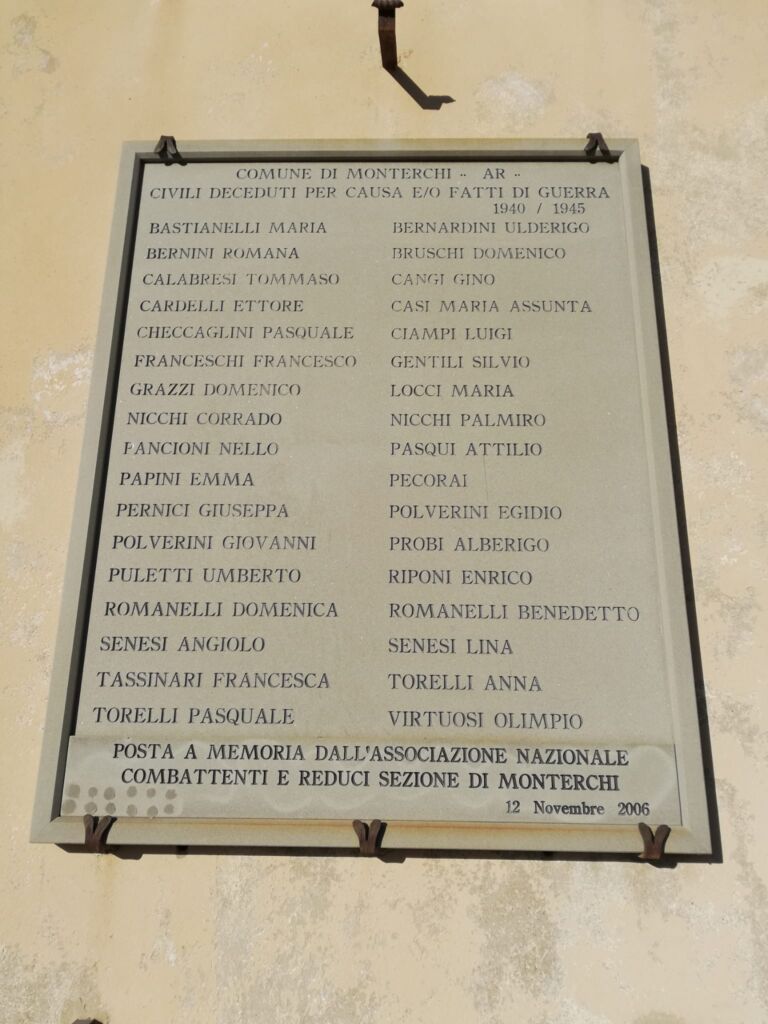 COMUNE DI MONTERCHI - AR -
CIVILI DECEDUTI PER CAUSA E/O FATTI DI GUERRA
1940 / 1945
BASTIANELLI MARIA BERNARDINI ULDERIGO
BERNINI ROMANA BRUSCHI DOMENICO
CALABRESI TOMMASO CANGI GINO
CARDELLI ETTORE CASI MARIA ASSUNTA
CHECCAGLINI PASQUALE CIAMPI LUIGI
FRANCESCHI FRANCESCO GENTILI SILVIO
GRAZZI DOMENICO LOCCI MARIA
NICCHI CORRADO NICCHI PALMIRO
PANCIONI NELLO PASQUI ATTILIO
PAPINI EMMA PECORAI
PERNICI GIUSEPPA POLVERINI EGIDIO
POLVERINI GIOVANNI PROBI ALBERIGO
PULETTI UMBERTO RIPONI ENRICO
ROMANELLI DOMENICA ROMANELLI BENEDETTO
SENESI ANGIOLO SENESI LINA
TASSINARI FRANCESCA TORELLI ANNA
TORELLI PASQUALE VIRTUOSI OLIMPIO
POSTA A MEMORIA DALL'ASSOCIAZIONE NAZIONALE
COMBATTENTI E REDUCI SEZIONE DI MONTERCHI
12 Novembre 2006